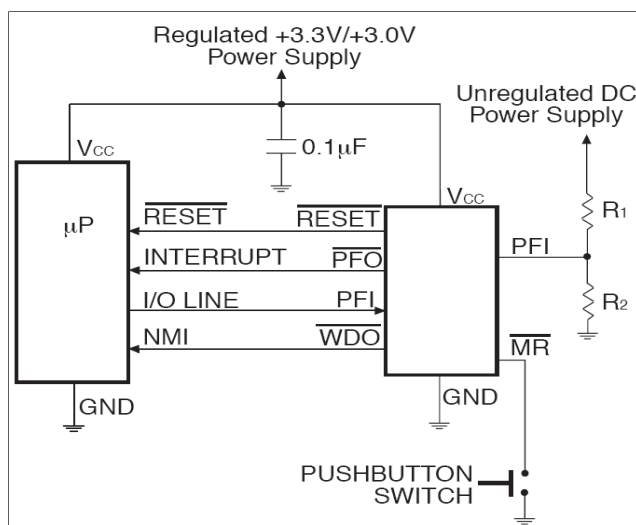 Regulated +3.3V/+3.0V
Power Supply
Unregulated DC
Power Supply
VCC
0.1µF
VCC
R1
µP
RESET
RESET
INTERRUPT
PFO
PFI
I/O LINE
PFI
R2
NMI
WDO
MR
GND
GND
PUSHBUTTON
SWITCH